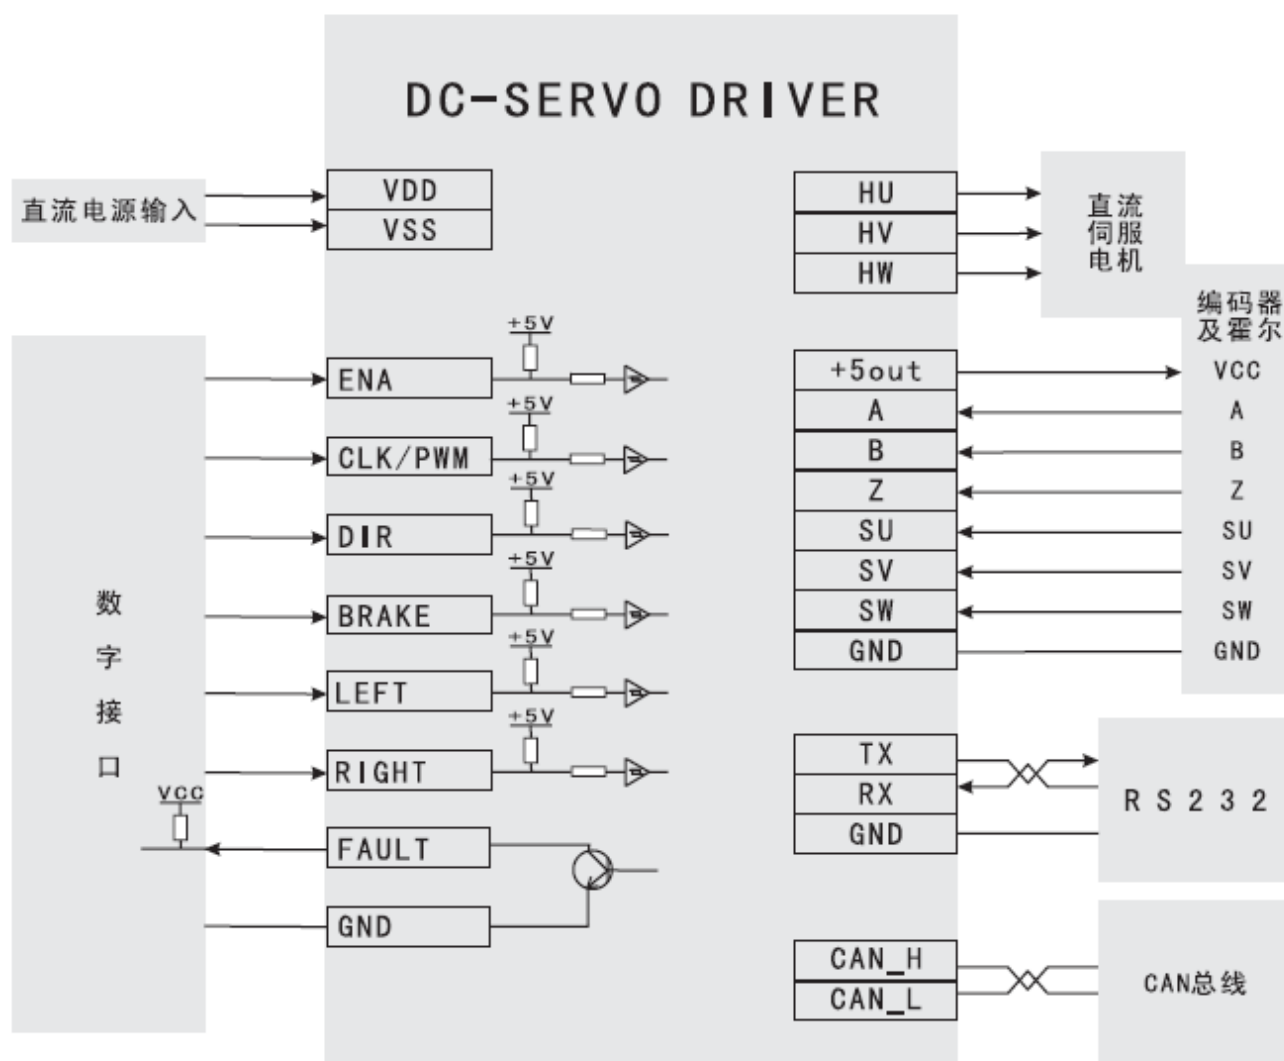 DC-SERVO DRIVER
直流电源输入
VDD
VSS
数
字
接
口
+5V
ENA
+5V
CLK/PWM
+5V
DIR
+5V
BRAKE
+5V
LEFT
+5V
RIGHT
VCC
FAULT
GND
HU
HV
HW
直流
伺服
电机
编码器
及霍尔
+5out
A
B
Z
SU
SV
SW
GND
VCC
A
B
Z
SU
SV
SW
GND
TX
RX
GND
RS232
CAN_H
CAN_L
CAN总线